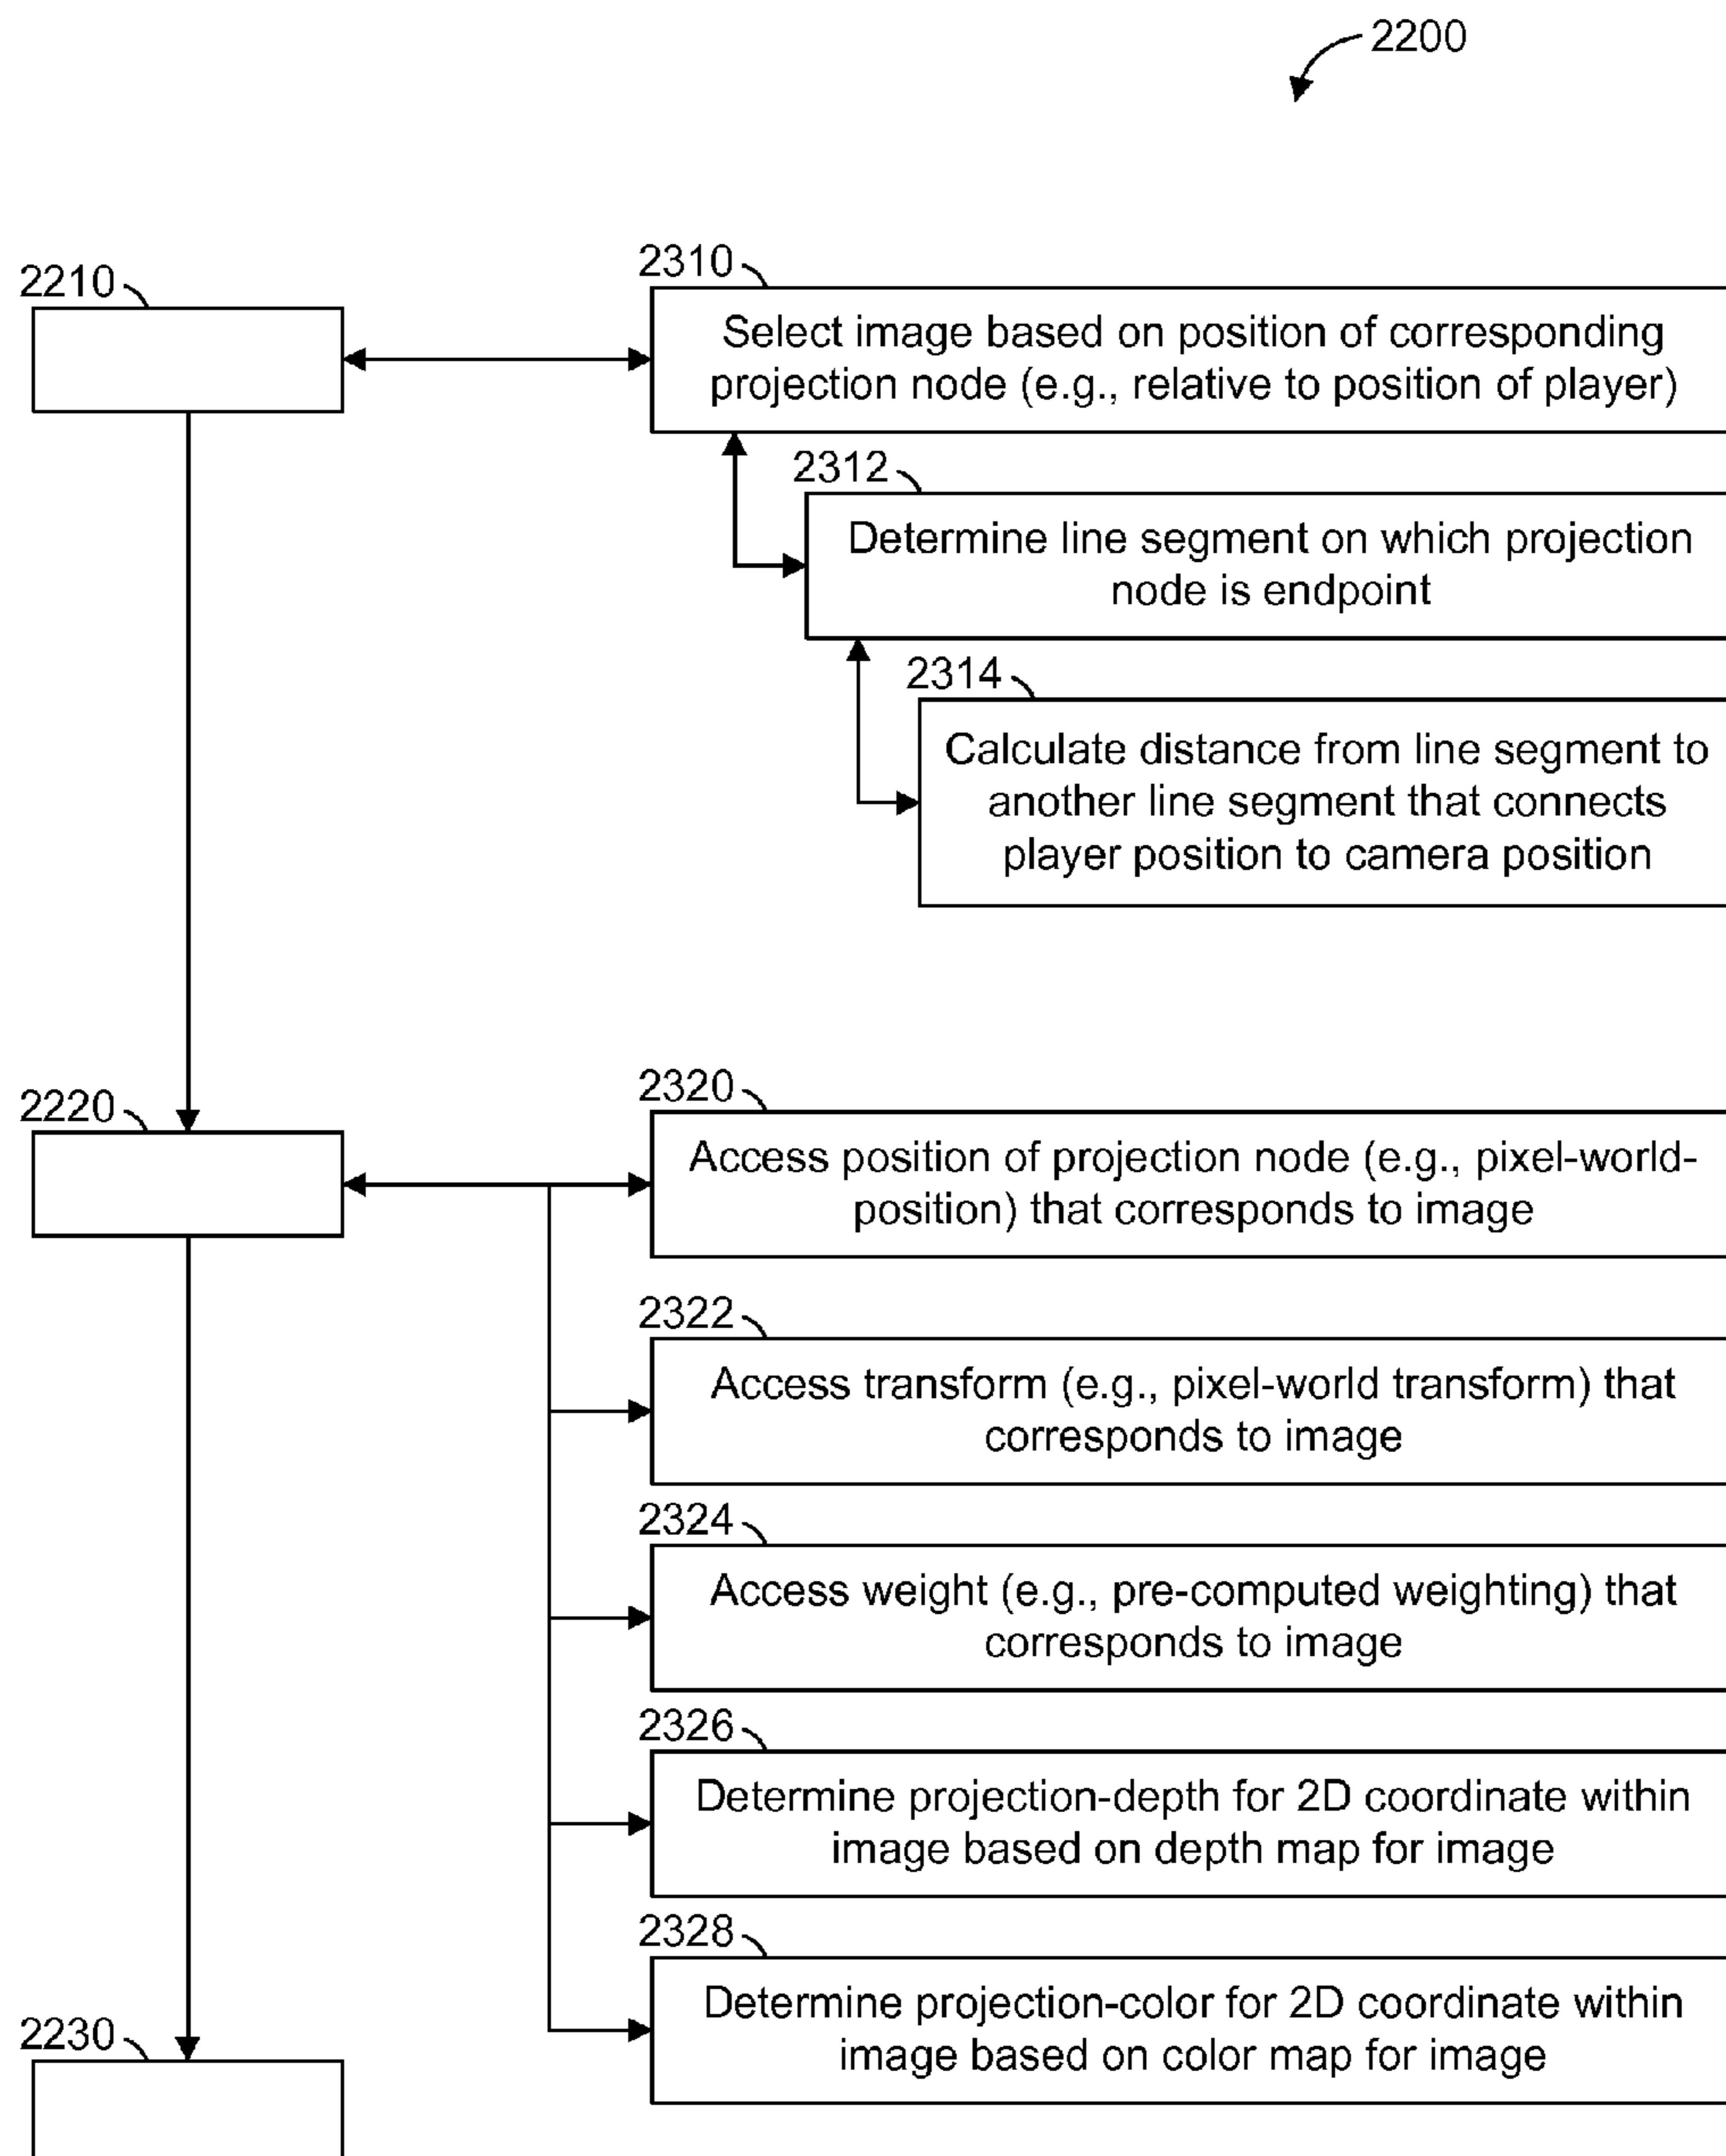 2200
2210
2310
Select image based on position of corresponding
projection node (e.g., relative to position of player)
2312
Determine line segment on which projection
node is endpoint
2314
Calculate distance from line segment to
another line segment that connects
player position to camera position
2220
2320
Access position of projection node (e.g., pixel-world-
position) that corresponds to image
2322
Access transform (e.g., pixel-world transform) that
corresponds to image
2324
Access weight (e.g., pre-computed weighting) that
corresponds to image
2326
Determine projection-depth for 2D coordinate within
image based on depth map for image
2328
Determine projection-color for 2D coordinate within
image based on color map for image
2230